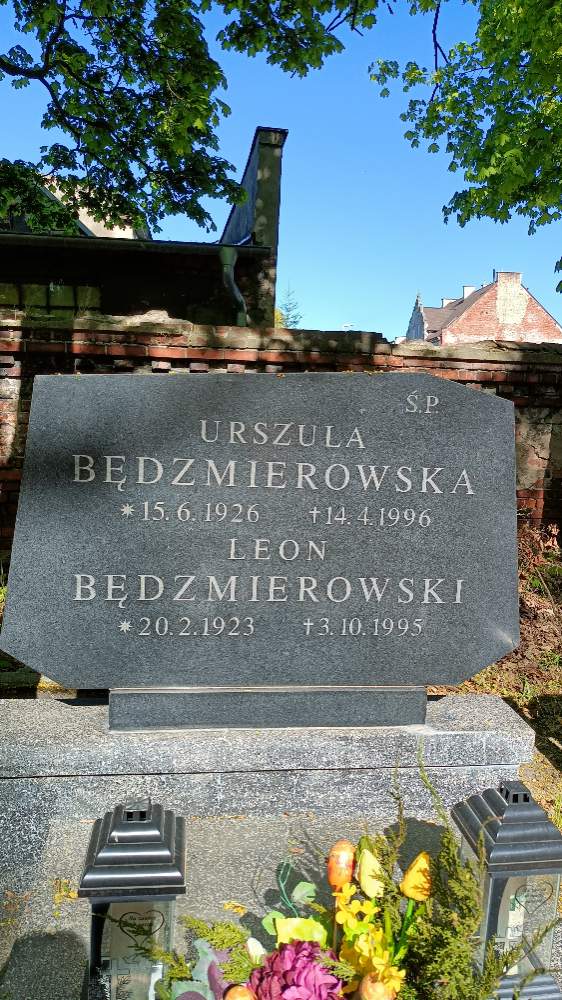 Ś.P.
URSZULA
BĘDZMIEROWSKA
*15.6.1926 †14.4.1996
LEON
BĘDZMIEROWSKI
*20.2.1923 †3.10.1995